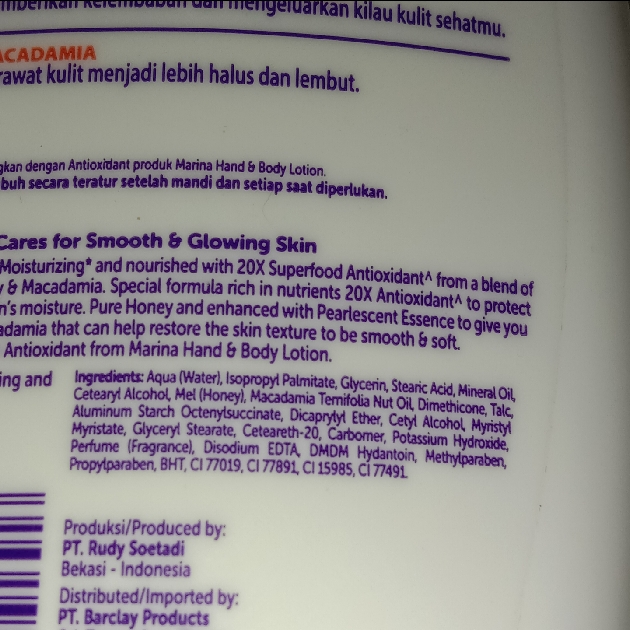 mberikan kelembaban dan mengeluarkan kilau kulit sehatmu.
ACADAMIA
rawat kulit menjadi lebih halus dan lembut.
gkan dengan Antioxidant produk Marina Hand & Body Lotion.
buh secara teratur setelah mandi dan setiap saat diperlukan.
Cares for Smooth & Glowing Skin
Moisturizing* and nourished with 20X Superfood Antioxidant^ from a blend of
y & Macadamia. Special formula rich in nutrients 20X Antioxidant^ to protect
n's moisture. Pure Honey and enhanced with Pearlescent Essence to give you
adamia that can help restore the skin texture to be smooth & soft.
Antioxidant from Marina Hand & Body Lotion.
ing and
Ingredients: Aqua (Water), Isopropyl Palmitate, Glycerin, Stearic Acid, Mineral Oil,
Cetearyl Alcohol, Mel (Honey), Macadamia Ternifolia Nut Oil, Dimethicone, Talc,
Aluminum Starch Octenylsuccinate, Dicaprylyl Ether, Cetyl Alcohol, Myristyl
Myristate, Glyceryl Stearate, Ceteareth-20, Carbomer, Potassium Hydroxide,
Perfume (Fragrance), Disodium EDTA, DMDM Hydantoin, Methylparaben,
Propylparaben, BHT, CI 77019, CI 77891, CI 15985, CI 77491.
Produksi/Produced by:
PT. Rudy Soetadi
Bekasi - Indonesia
Distributed/Imported by:
PT. Barclay Products